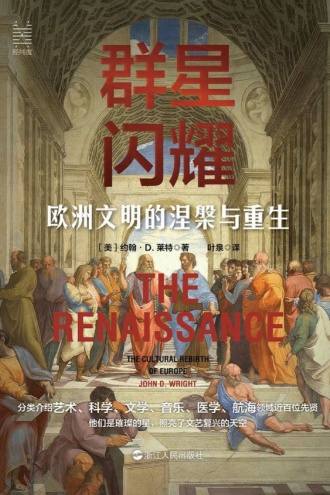 经纬度
群星
闪耀
欧洲文明的涅槃与重生
[美]约翰·D.莱特 著 叶泉 译
THE
RENAISSANCE
THE CULTURAL REBIRTH
OF EUROPE
JOHN D. WRIGHT
分类介绍艺术、科学、文学、音乐、医学、航海领域近百位先贤
他们是璀璨的星，照亮了文艺复兴的天空
浙江人民出版社